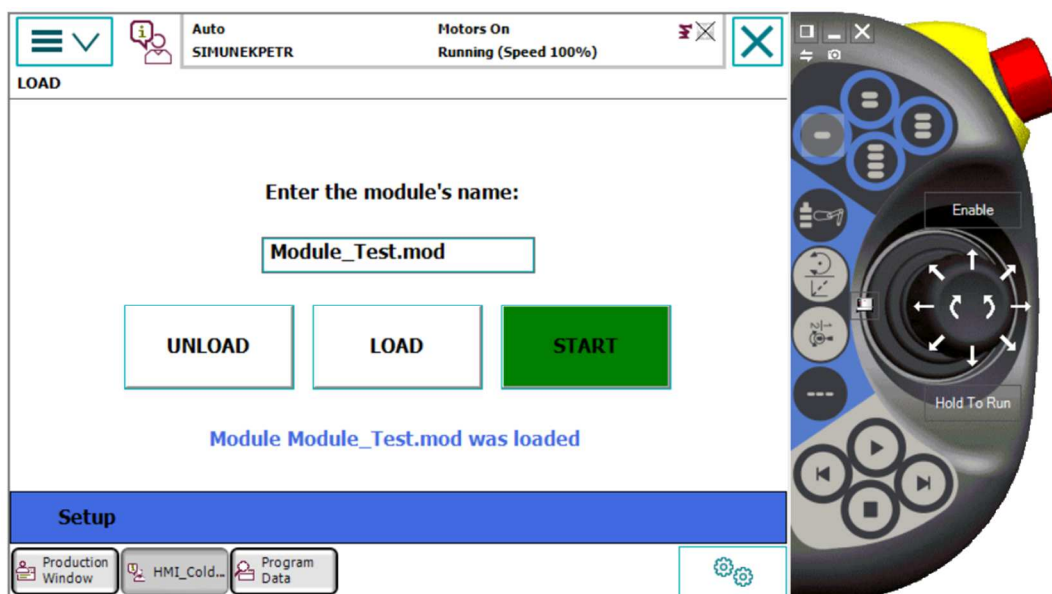 Auto
SIMUNEKPETR
Motors On
Running (Speed 100%)
LOAD
Enter the module's name:
Module_Test.mod
UNLOAD
LOAD
START
Module Module_Test.mod was loaded
Setup
Production
Window
HMI_Cold...
Program
Data
Enable
Hold To Run